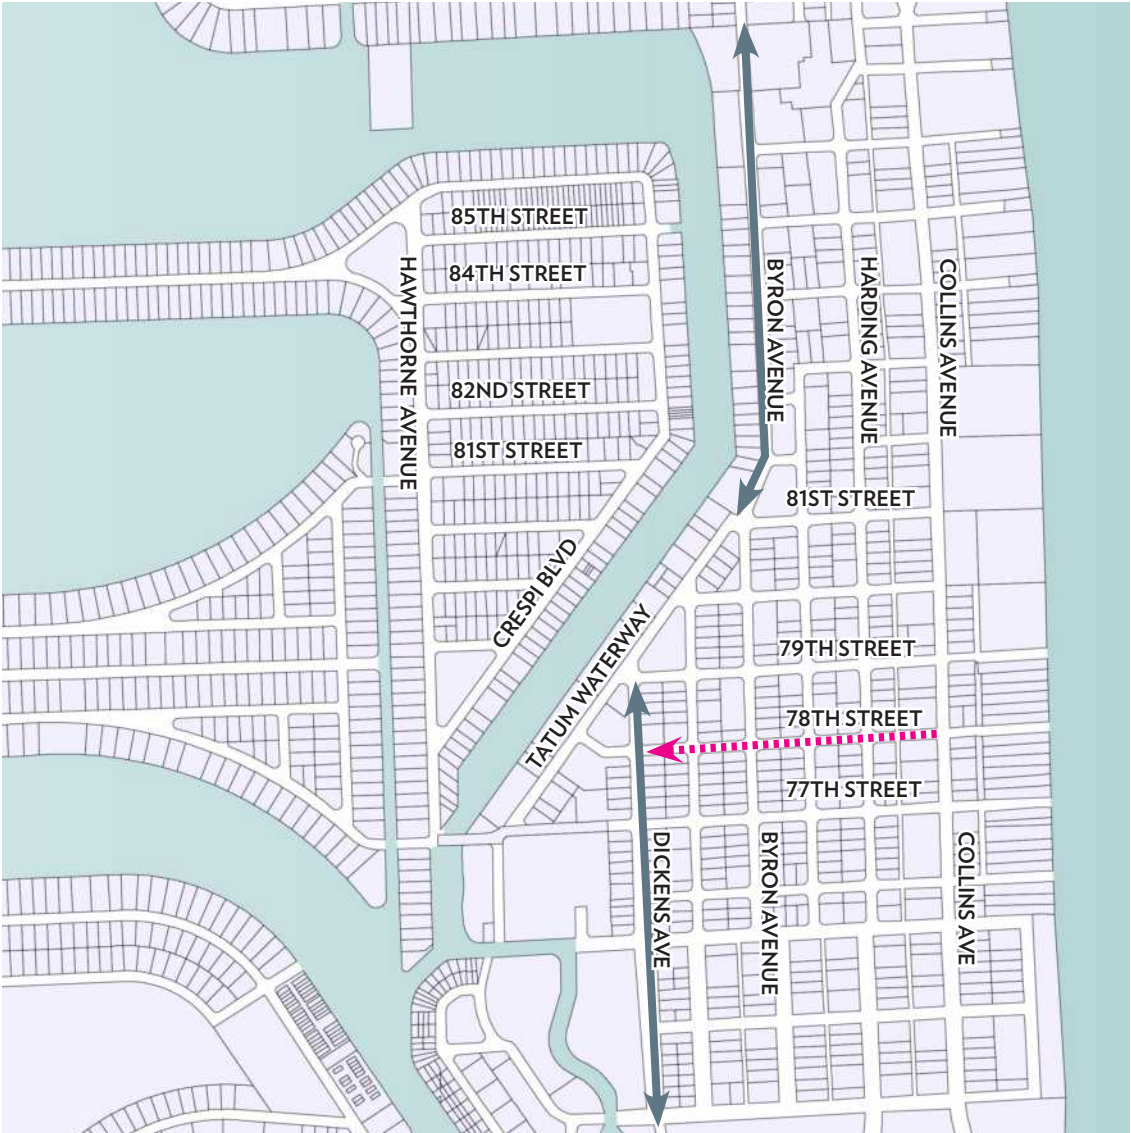 85TH STREET
84TH STREET
HAWTHORNE AVENUE
BYRON AVENUE
HARDING AVENUE
COLLINS AVENUE
82ND STREET
81ST STREET
81ST STREET
CRESPI BLVD
TATUM WATERWAY
79TH STREET
78TH STREET
77TH STREET
DICKENS AVE
BYRON AVENUE
COLLINS AVE